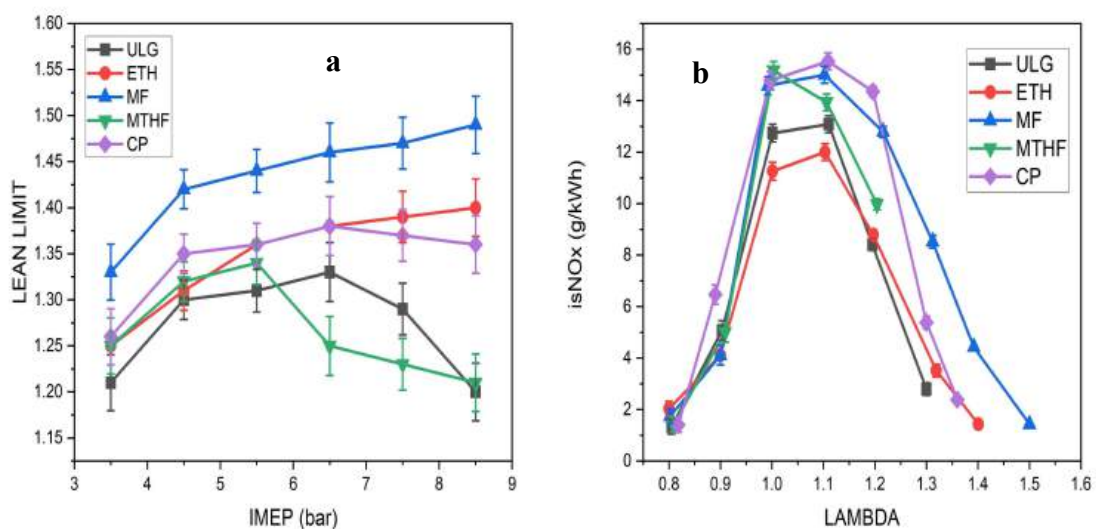 a
LEAN LIMIT
1.60
1.55
1.50
1.45
1.40
1.35
1.30
1.25
1.20
1.15
ULG
ETH
MF
MTHF
CP
3 4 5 6 7 8 9
IMEP (bar)
b
isNOx (g/kWh)
16
14
12
10
8
6
4
2
0
ULG
ETH
MF
MTHF
CP
0.8 0.9 1.0 1.1 1.2 1.3 1.4 1.5 1.6
LAMBDA